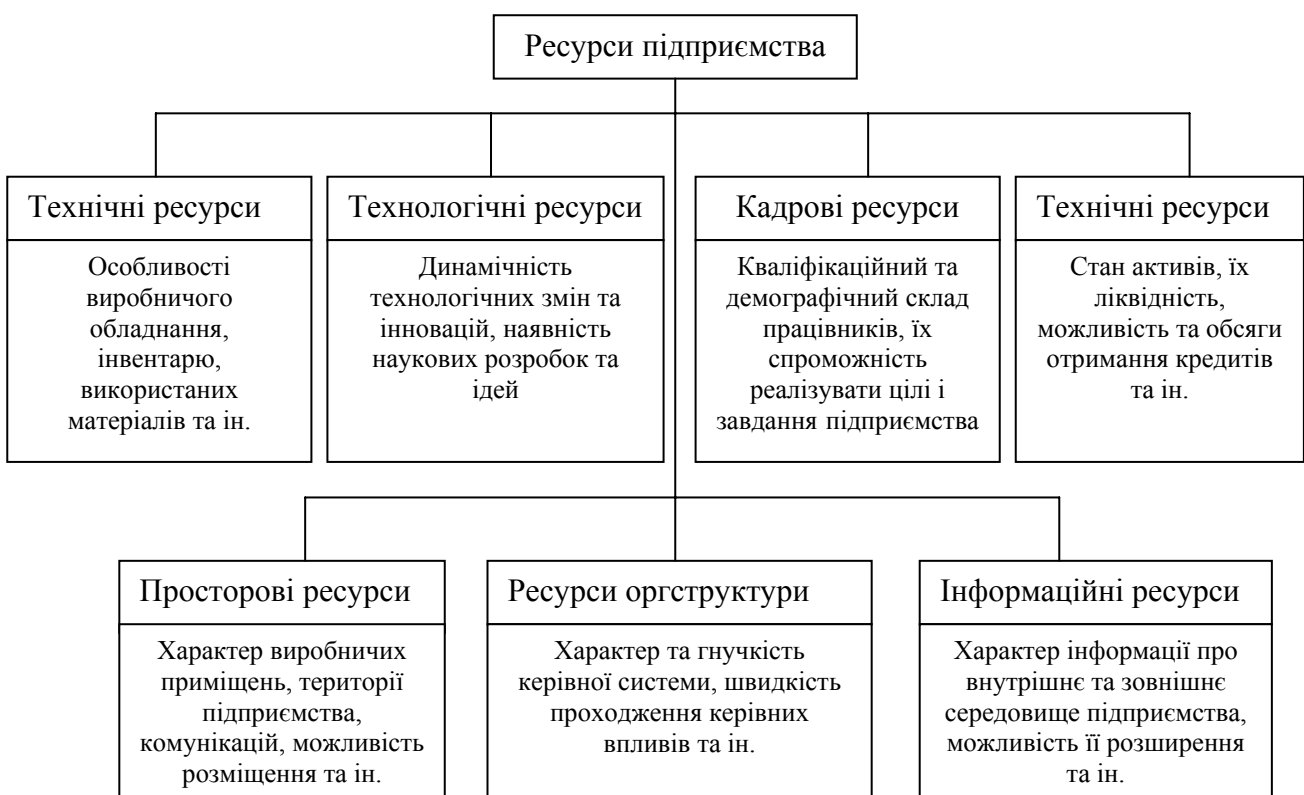 Ресурси підприємства
Технічні ресурси
Особливості
виробничого
обладнання,
інвентарю,
використаних
матеріалів та ін.
Технологічні ресурси
Динамічність
технологічних змін та
інновацій, наявність
наукових розробок та
ідей
Кадрові ресурси
Кваліфікаційний та
демографічний склад
працівників, їх
спроможність
реалізувати цілі і
завдання підприємства
Технічні ресурси
Стан активів, їх
ліквідність,
можливість та обсяги
отримання кредитів
та ін.
Просторові ресурси
Характер виробничих
приміщень, території
підприємства,
комунікацій, можливість
розміщення та ін.
Ресурси оргструктури
Характер та гнучкість
керівної системи, швидкість
проходження керівних
впливів та ін.
Інформаційні ресурси
Характер інформації про
внутрішнє та зовнішнє
середовище підприємства,
можливість її розширення
та ін.